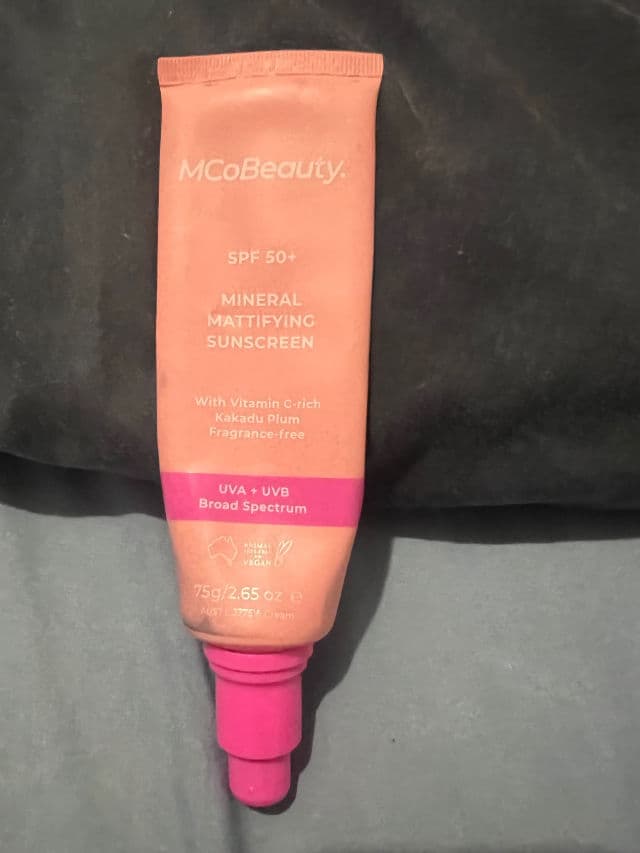 MCoBeauty.
SPF 50+
MINERAL
MATTIFYING
SUNSCREEN
With Vitamin C-rich
Kakadu Plum
Fragrance-free
UVA + UVB
Broad Spectrum
VEGAN
75g/2.65 oz e
Cream